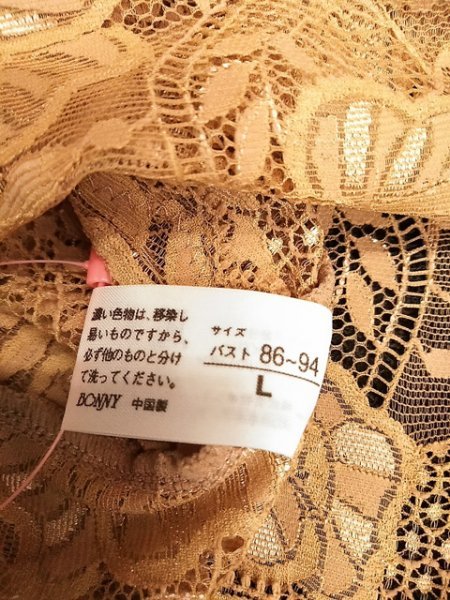 濃い色物は、移染し
易いものですから、
必ず他のものと分け
て洗ってください。
BONNY 中国製
サイズ
バスト 86~94
L